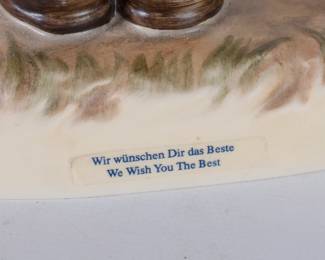 Wir wünschen Dir das Beste
We Wish You The Best